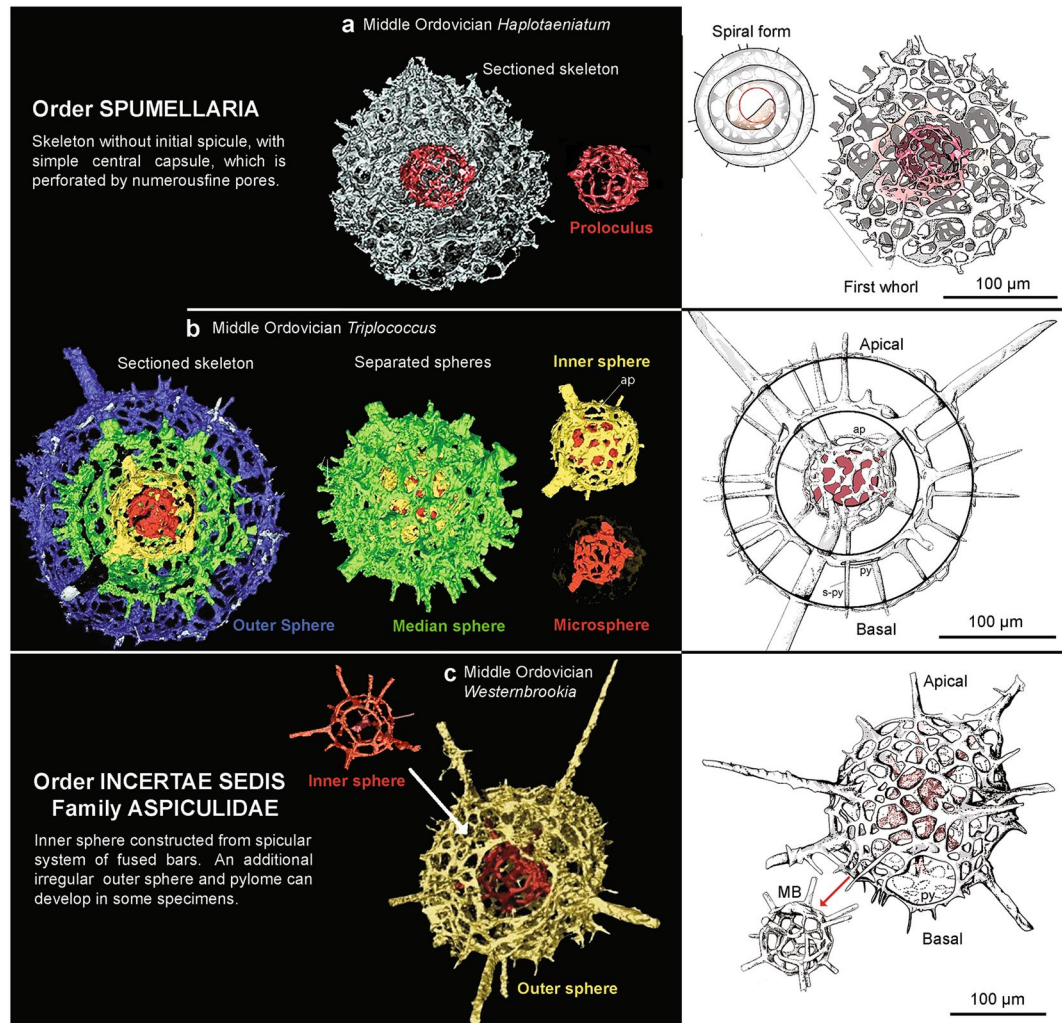 a Middle Ordovician Haplotaeniatum
Sectioned skeleton
Order SPUMELLARIA
Skeleton without initial spicule, with
simple central capsule, which is
perforated by numerousfine pores.
Proloculus
Spiral form
First whorl
100 µm
b Middle Ordovician Triplococcus
Sectioned skeleton
Separated spheres
Inner sphere
ap
Outer Sphere
Median sphere
Microsphere
Apical
ap
py
s-py
Basal
100 µm
c Middle Ordovician
Westernbrookia
Inner sphere
Order INCERTAE SEDIS
Family ASPICULIDAE
Inner sphere constructed from spicular
system of fused bars. An additional
irregular outer sphere and pylome can
develop in some specimens.
Outer sphere
Apical
MB
py
Basal
100 µm